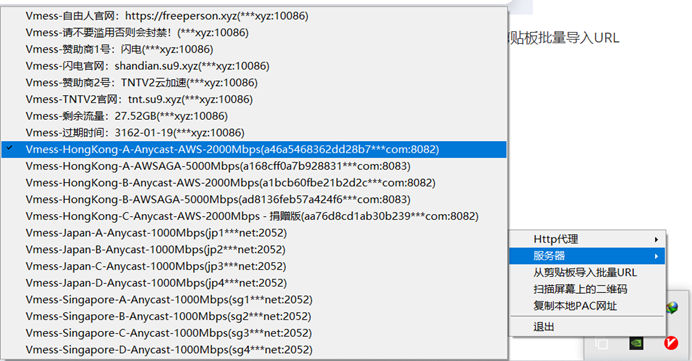 Vmess-自由人官网：https://freeperson.xyz(***xyz:10086)
Vmess-请不要滥用否则会封禁！(***xyz:10086)
Vmess-赞助商1号：闪电(***xyz:10086)
Vmess-闪电官网：shandian.su9.xyz(***xyz:10086)
Vmess-赞助商2号：TNTV2云加速(***xyz:10086)
Vmess-TNTV2官网：tnt.su9.xyz(***xyz:10086)
Vmess-剩余流量：27.52GB(***xyz:10086)
Vmess-过期时间：3162-01-19(***xyz:10086)
Vmess-HongKong-A-Anycast-AWS-2000Mbps(a46a5468362dd28b7***com:8082)
Vmess-HongKong-A-AWSAGA-5000Mbps(a168cff0a7b928831***com:8083)
Vmess-HongKong-B-Anycast-AWS-2000Mbps(a1bcb60fbe21b2d2c***com:8082)
Vmess-HongKong-B-AWSAGA-5000Mbps(ad8136feb57a424f6***com:8083)
Vmess-HongKong-C-Anycast-AWS-2000Mbps - 捐赠版(aa76d8cd1ab30b239***com:8082)
Vmess-Japan-A-Anycast-1000Mbps(jp1***net:2052)
Vmess-Japan-B-Anycast-1000Mbps(jp2***net:2052)
Vmess-Japan-C-Anycast-1000Mbps(jp3***net:2052)
Vmess-Japan-D-Anycast-1000Mbps(jp4***net:2052)
Vmess-Singapore-A-Anycast-1000Mbps(sg1***net:2052)
Vmess-Singapore-B-Anycast-1000Mbps(sg2***net:2052)
Vmess-Singapore-C-Anycast-1000Mbps(sg3***net:2052)
Vmess-Singapore-D-Anycast-1000Mbps(sg4***net:2052)
贴板批量导入URL
Http代理
服务器
从剪贴板导入批量URL
扫描屏幕上的二维码
复制本地PAC网址
退出